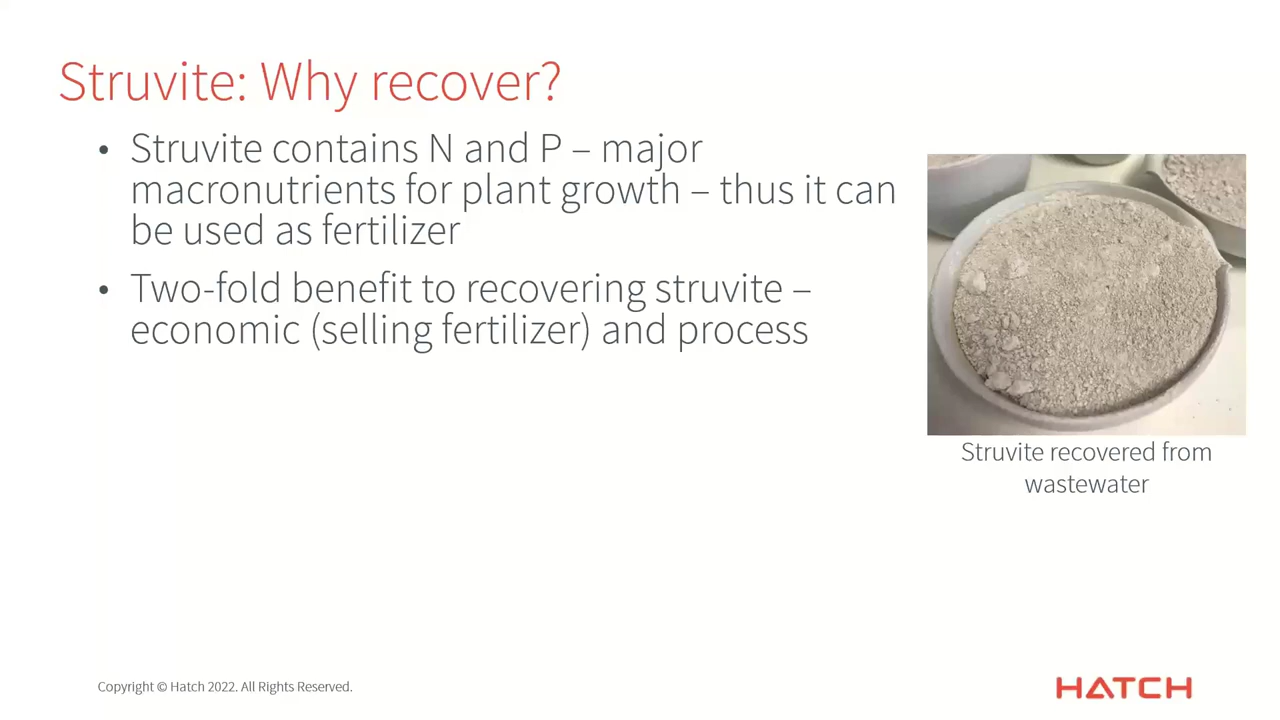 Struvite: Why recover?
• Struvite contains N and P – major
macronutrients for plant growth – thus it can
be used as fertilizer
• Two-fold benefit to recovering struvite –
economic (selling fertilizer) and process
Struvite recovered from
wastewater
Copyright © Hatch 2022. All Rights Reserved.
HATCH